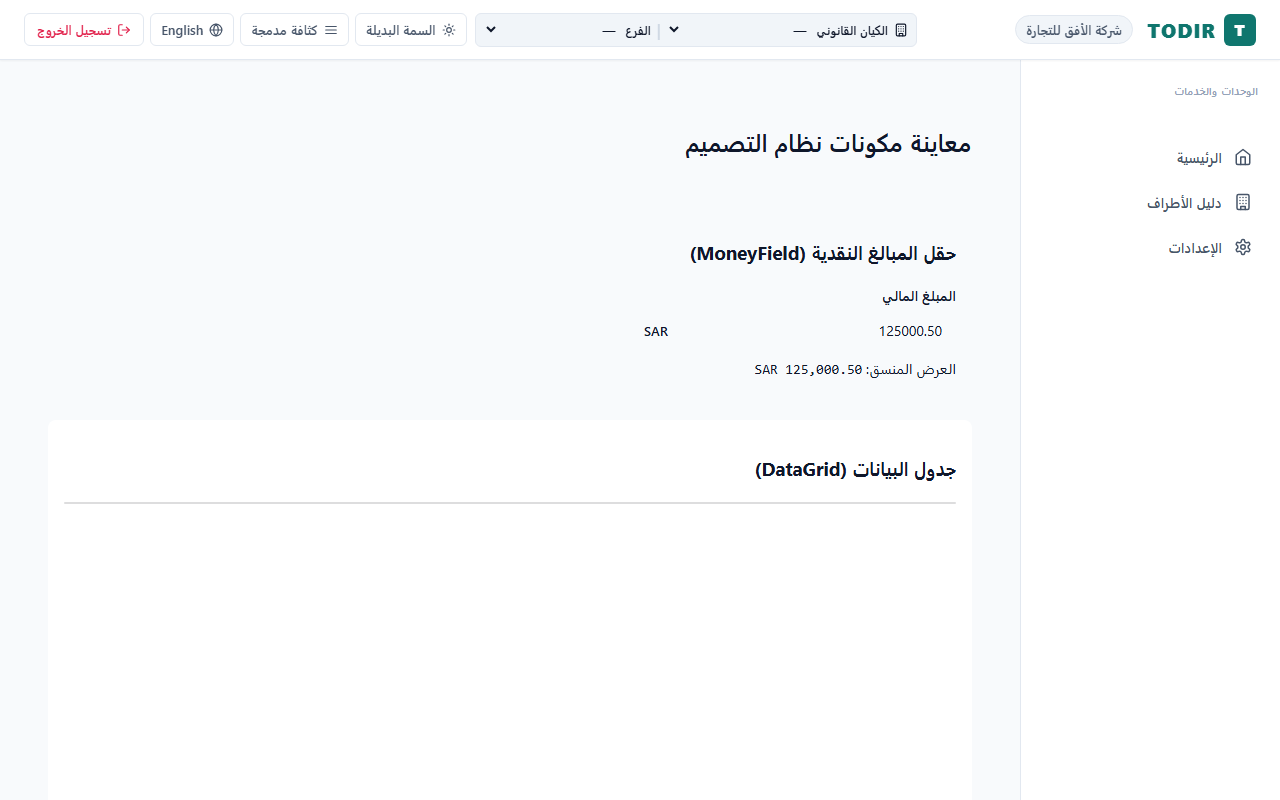 T TODIR شركة الأفق للتجارة
الكيان القانوني —
الفرع —
السمة البديلة
كثافة مدمجة
English
تسجيل الخروج
الوحدات والخدمات
الرئيسية
دليل الأطراف
الإعدادات
معاينة مكونات نظام التصميم
حقل المبالغ النقدية (MoneyField)
المبلغ المالي
125000.50 SAR
العرض المنسق: SAR 125,000.50
جدول البيانات (DataGrid)